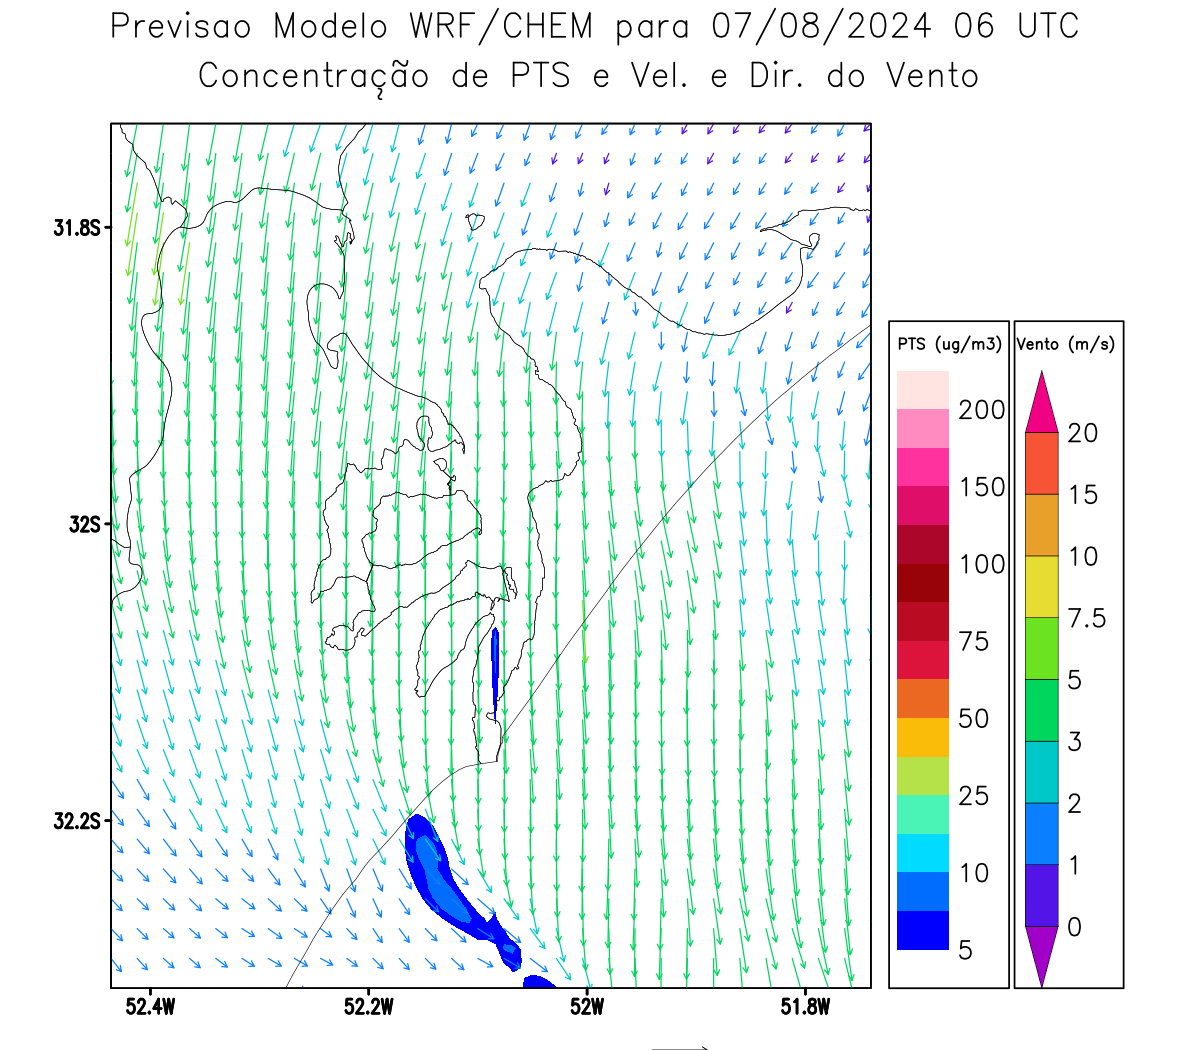 Previsao Modelo WRF/CHEM para 07/08/2024 06 UTC
Concentração de PTS e Vel. e Dir. do Vento
31.8S
32S
32.2S
52.4W
52.2W
52W
51.8W
PTS (ug/m3)
200
150
100
75
50
25
10
5
Vento (m/s)
20
15
10
7.5
5
3
2
1
0